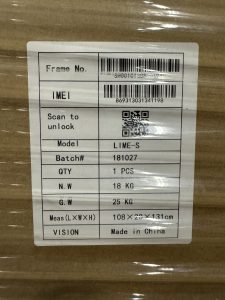 Frame No.
IMEI
869313031341198
Scan to
unlock
Model LIME-S
Batch# 181027
QTY 1 PCS
N.W 18 KG
G.W 25 KG
Meas(L×W×H)
VISION Made in China